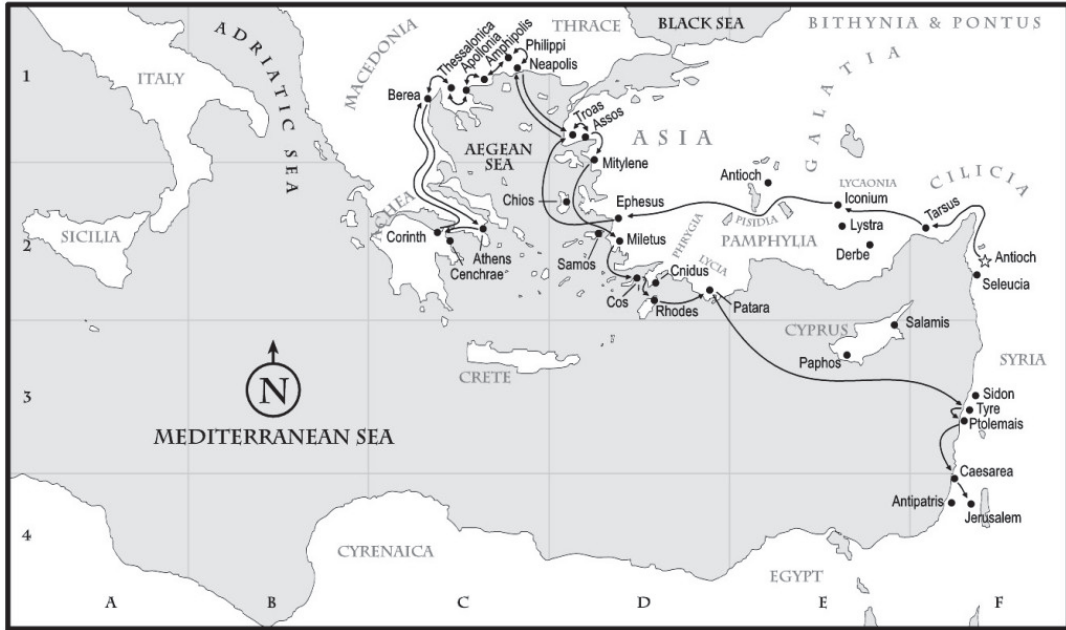 BLACK SEA
BITHYNIA & PONTUS
THRACE
ADRIATIC SEA
MACEDONIA
Thessalonica
Apollonia
Amphipolis
Philippi
Neapolis
1
ITALY
Berea
GALATIA
Troas
Assos
ASIA
AEGEAN
SEA
Mitylene
Antioch
LYCAONIA
CILICIA
ACHEA
Chios
Ephesus
Iconium
Tarsus
PISIDIA
Lystra
SICILIA
2
Corinth
Athens
Cenchrae
Samos
Miletus
PHRYGIA
PAMPHYLIA
Derbe
Antioch
Seleucia
Cnidus
LYCIA
Cos
Rhodes
Patara
CYPRUS
Salamis
Paphos
SYRIA
CRETE
N
3
Sidon
Tyre
Ptolemais
MEDITERRANEAN SEA
Caesarea
Antipatris
Jerusalem
4
CYRENAICA
EGYPT
A
B
C
D
E
F